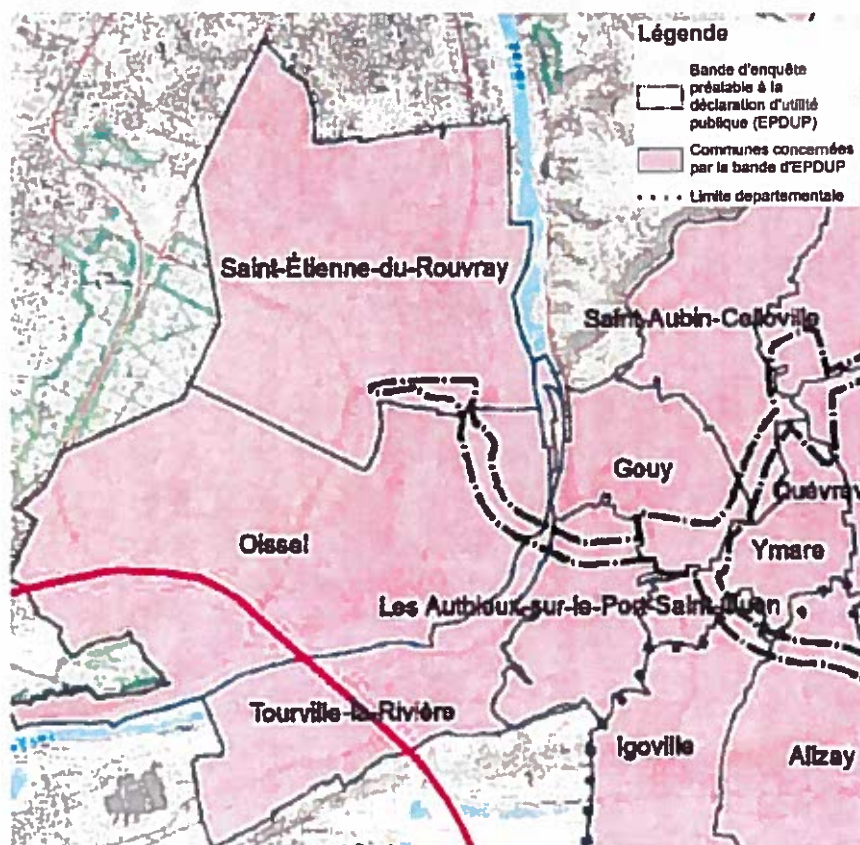 Légende
Bande d'enquête
préalable à la
déclaration d'utilité
publique (EPDUP)
Communes concernées
par la bande d'EPDUP
Limite departementale
Saint-Étienne-du-Rouvray
Saint-Aubin-Celloville
Gouy
Quévrev
Oissel
Ymare
Les Authieux-sur-le-Port-Saint-Ouen
Tourville-la-Rivière
Igoville
Alizay